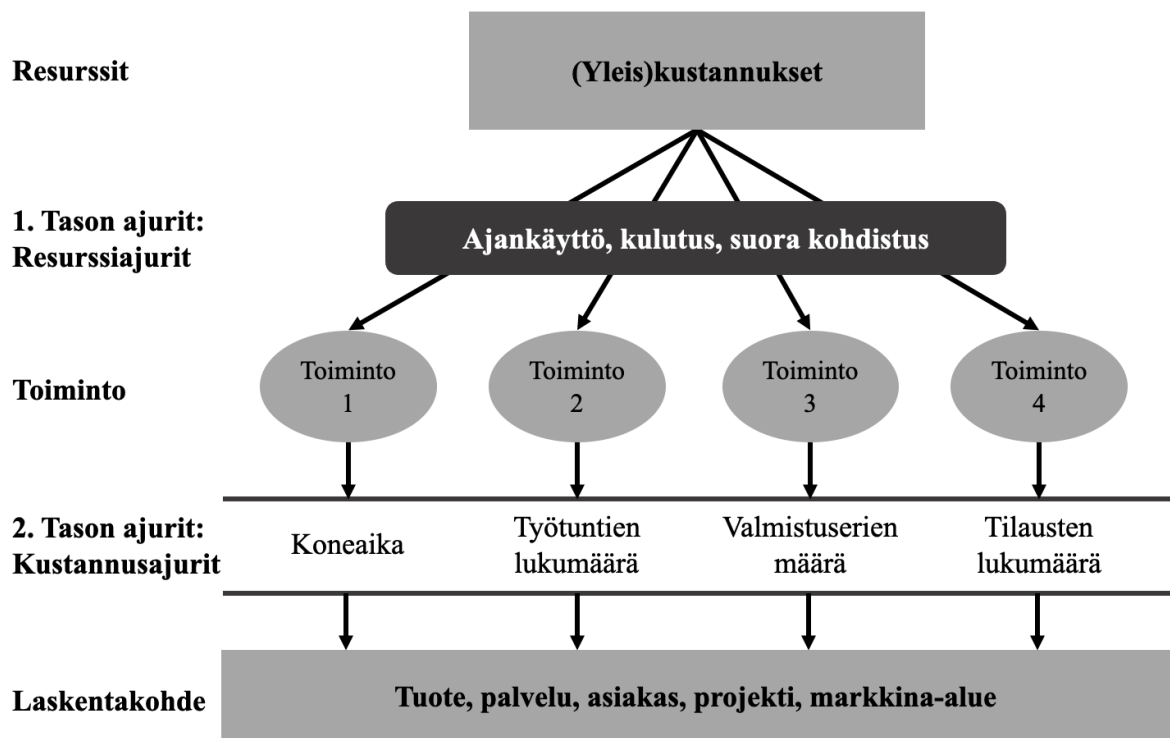 Resurssit
(Yleis)kustannukset
1. Tason ajurit:
Resurssiajurit
Ajankäyttö, kulutus, suora kohdistus
Toiminto
Toiminto
1
Toiminto
2
Toiminto
3
Toiminto
4
2. Tason ajurit:
Kustannusajurit
Koneaika
Työtuntien
lukumäärä
Valmistuserien
määrä
Tilausten
lukumäärä
Laskentakohde
Tuote, palvelu, asiakas, projekti, markkina-alue